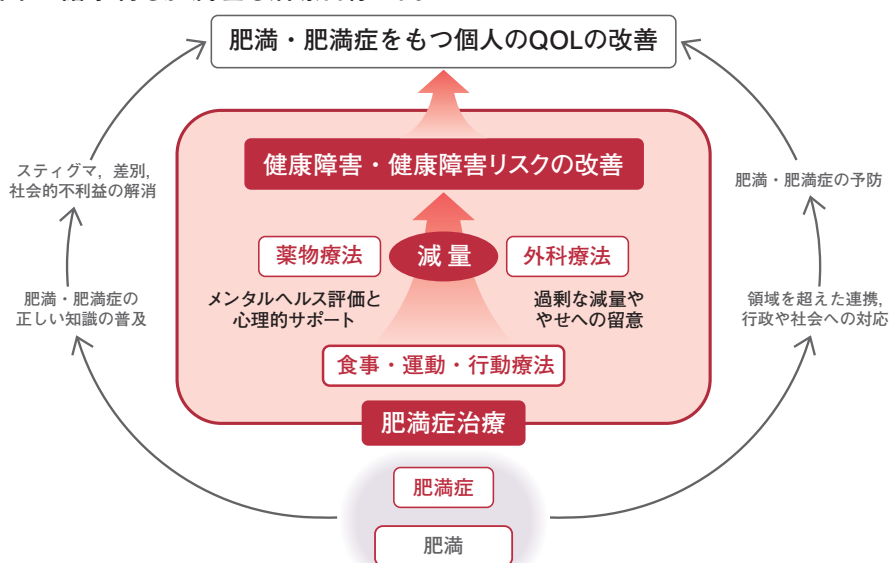 肥満・肥満症をもつ個人のQOLの改善
健康障害・健康障害リスクの改善
スティグマ，差別，
社会的不利益の解消
肥満・肥満症の予防
薬物療法
減量
外科療法
メンタルヘルス評価と
心理的サポート
過剰な減量や
やせへの留意
肥満・肥満症の
正しい知識の普及
領域を超えた連携，
行政や社会への対応
食事・運動・行動療法
肥満症治療
肥満症
肥満